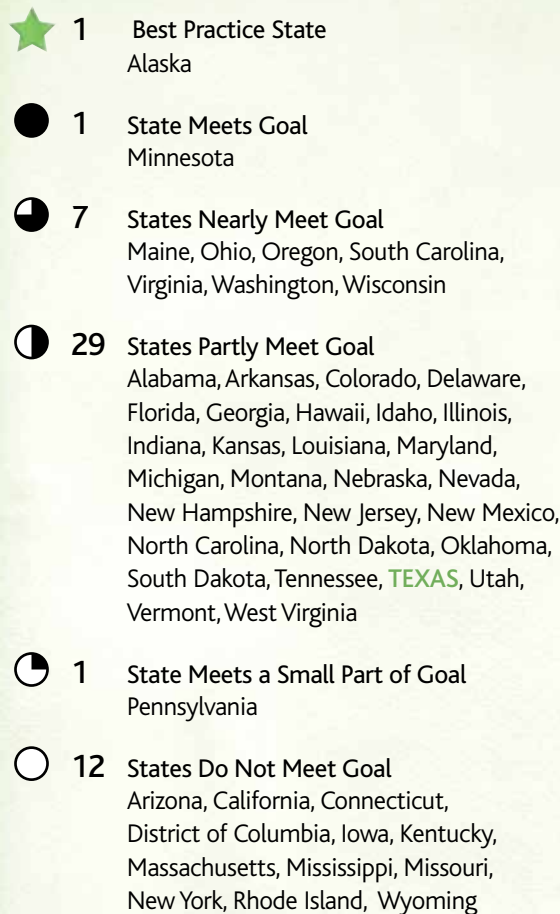 1 Best Practice State
Alaska
1 State Meets Goal
Minnesota
7 States Nearly Meet Goal
Maine, Ohio, Oregon, South Carolina,
Virginia, Washington, Wisconsin
29 States Partly Meet Goal
Alabama, Arkansas, Colorado, Delaware,
Florida, Georgia, Hawaii, Idaho, Illinois,
Indiana, Kansas, Louisiana, Maryland,
Michigan, Montana, Nebraska, Nevada,
New Hampshire, New Jersey, New Mexico,
North Carolina, North Dakota, Oklahoma,
South Dakota, Tennessee, TEXAS, Utah,
Vermont, West Virginia
1 State Meets a Small Part of Goal
Pennsylvania
12 States Do Not Meet Goal
Arizona, California, Connecticut,
District of Columbia, Iowa, Kentucky,
Massachusetts, Mississippi, Missouri,
New York, Rhode Island, Wyoming